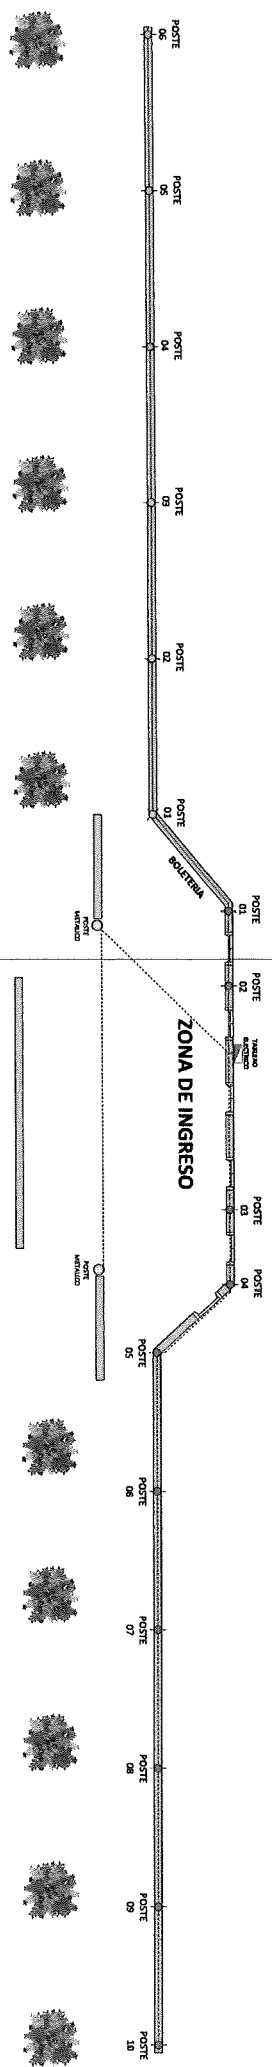 POSTE
06
POSTE
05
POSTE
04
POSTE
03
POSTE
02
POSTE
01
BOLETERIA
POSTE
01
POSTE
METALICO
POSTE
02
TABLERO
ELECTRICO
ZONA DE INGRESO
POSTE
03
POSTE
METALICO
POSTE
04
POSTE
05
POSTE
06
POSTE
07
POSTE
08
POSTE
09
POSTE
10